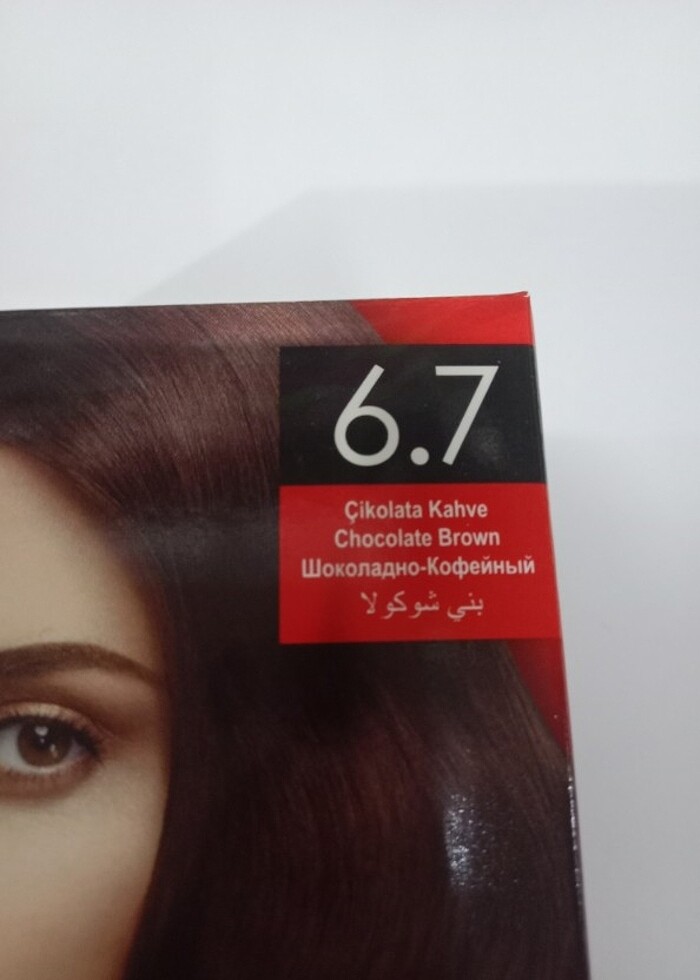 6.7
Çikolata Kahve
Chocolate Brown
Шоколадно-Кофейный
بني شوكولا